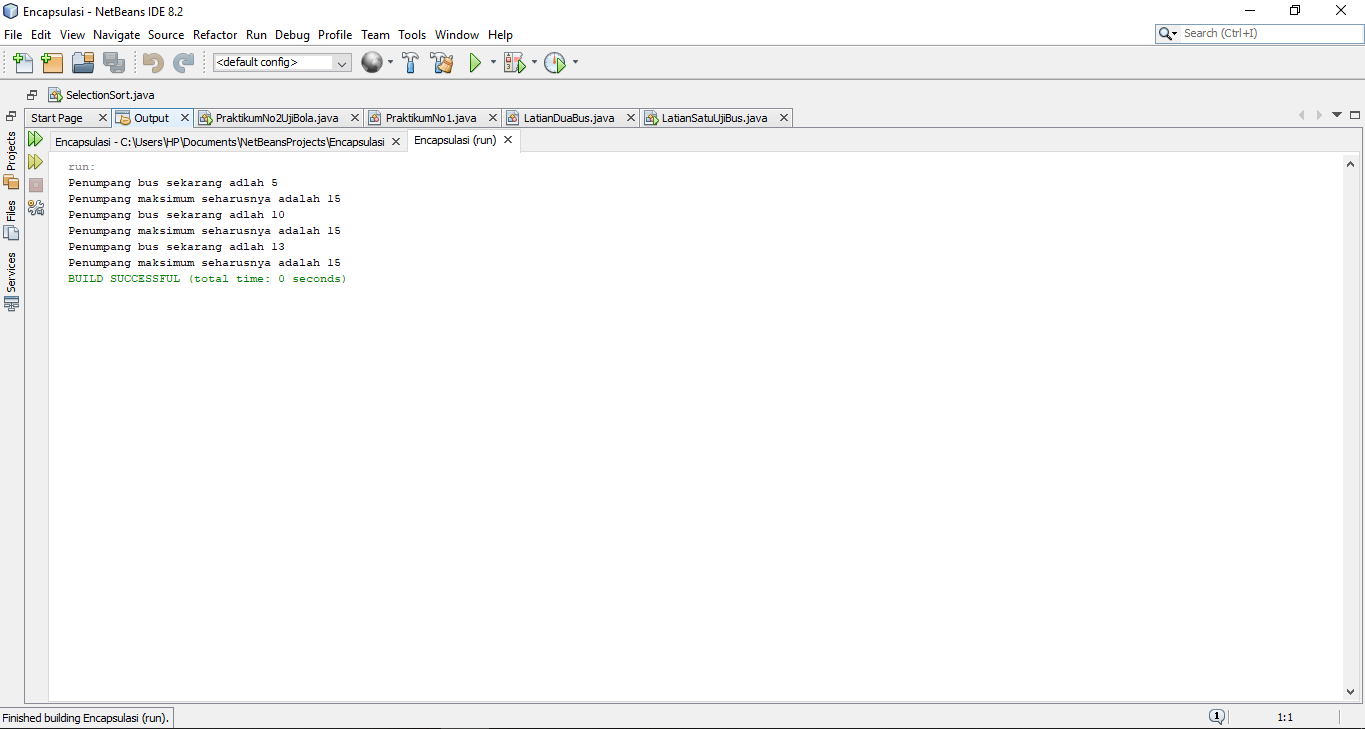 Encapsulasi - NetBeans IDE 8.2
File Edit View Navigate Source Refactor Run Debug Profile Team Tools Window Help
Search (Ctrl+I)
<default config>
SelectionSort.java
Start Page Output PraktikumNo2UjiBola.java PraktikumNo1.java LatianDuaBus.java LatianSatuUjiBus.java
Encapsulasi - C:\Users\HP\Documents\NetBeansProjects\Encapsulasi Encapsulasi (run)
Projects
Files
Services
run:
Penumpang bus sekarang adlah 5
Penumpang maksimum seharusnya adalah 15
Penumpang bus sekarang adlah 10
Penumpang maksimum seharusnya adalah 15
Penumpang bus sekarang adlah 13
Penumpang maksimum seharusnya adalah 15
BUILD SUCCESSFUL (total time: 0 seconds)
Finished building Encapsulasi (run).
1
1:1